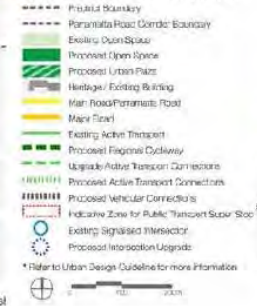 Precinct Boundary
Parramatta Road Corridor Boundary
Existing Open Space
Proposed Open Space
Proposed Urban Plaza
Heritage / Existing Building
Main Road/Parramatta Road
Major Road
Existing Active Transport
Proposed Regional Cycleway
Upgrade Active Transport Connections
Proposed Active Transport Connections
Proposed Vehicular Connections
Indicative Zone for Public Transport Super Stop
Existing Signalised Intersection
Proposed Intersection Upgrade
* Refer to Urban Design Guideline for more information